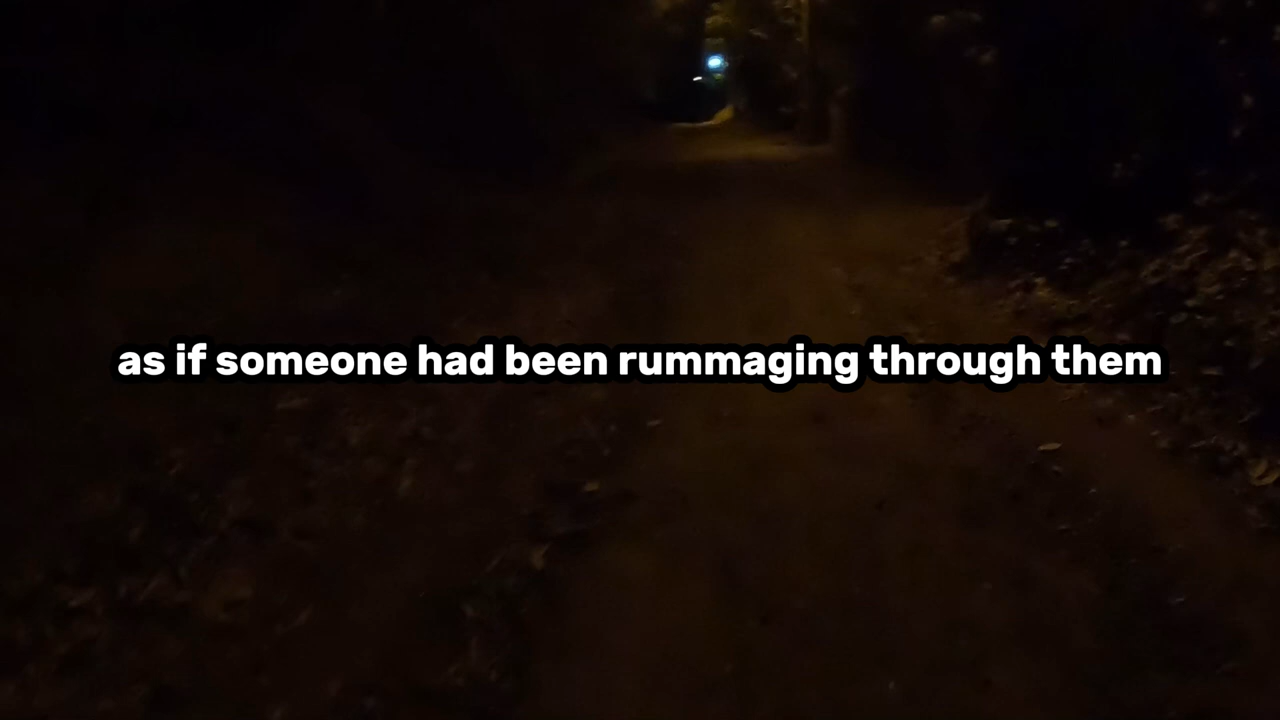 as if someone had been rummaging through them